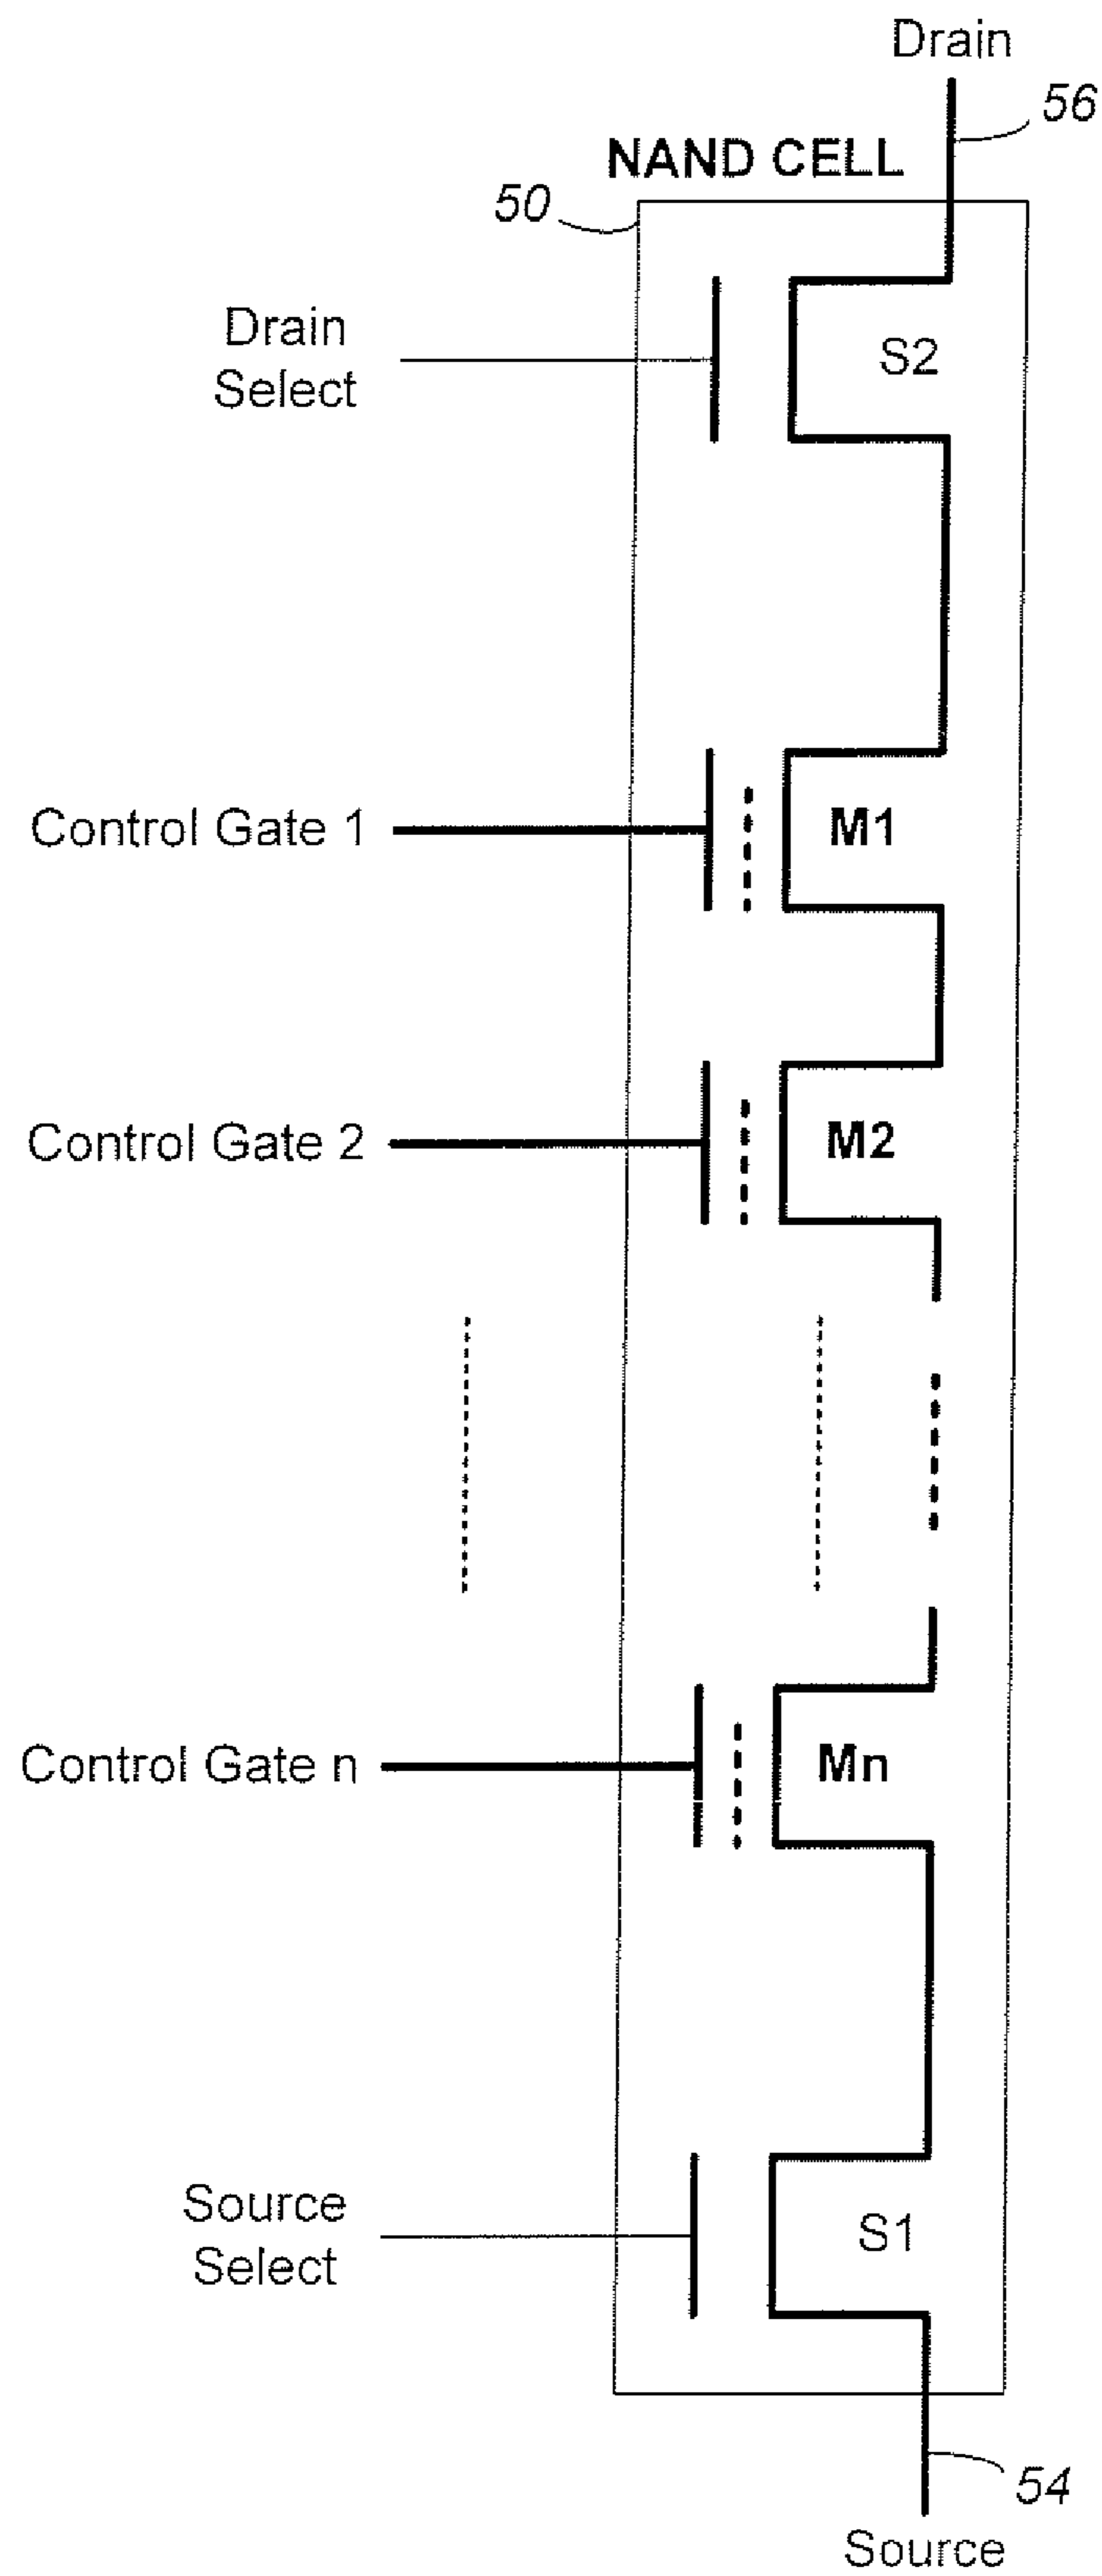 Drain
56
NAND CELL
50
Drain
Select
S2
Control Gate 1
M1
Control Gate 2
M2
Control Gate n
Mn
Source
Select
S1
54
Source